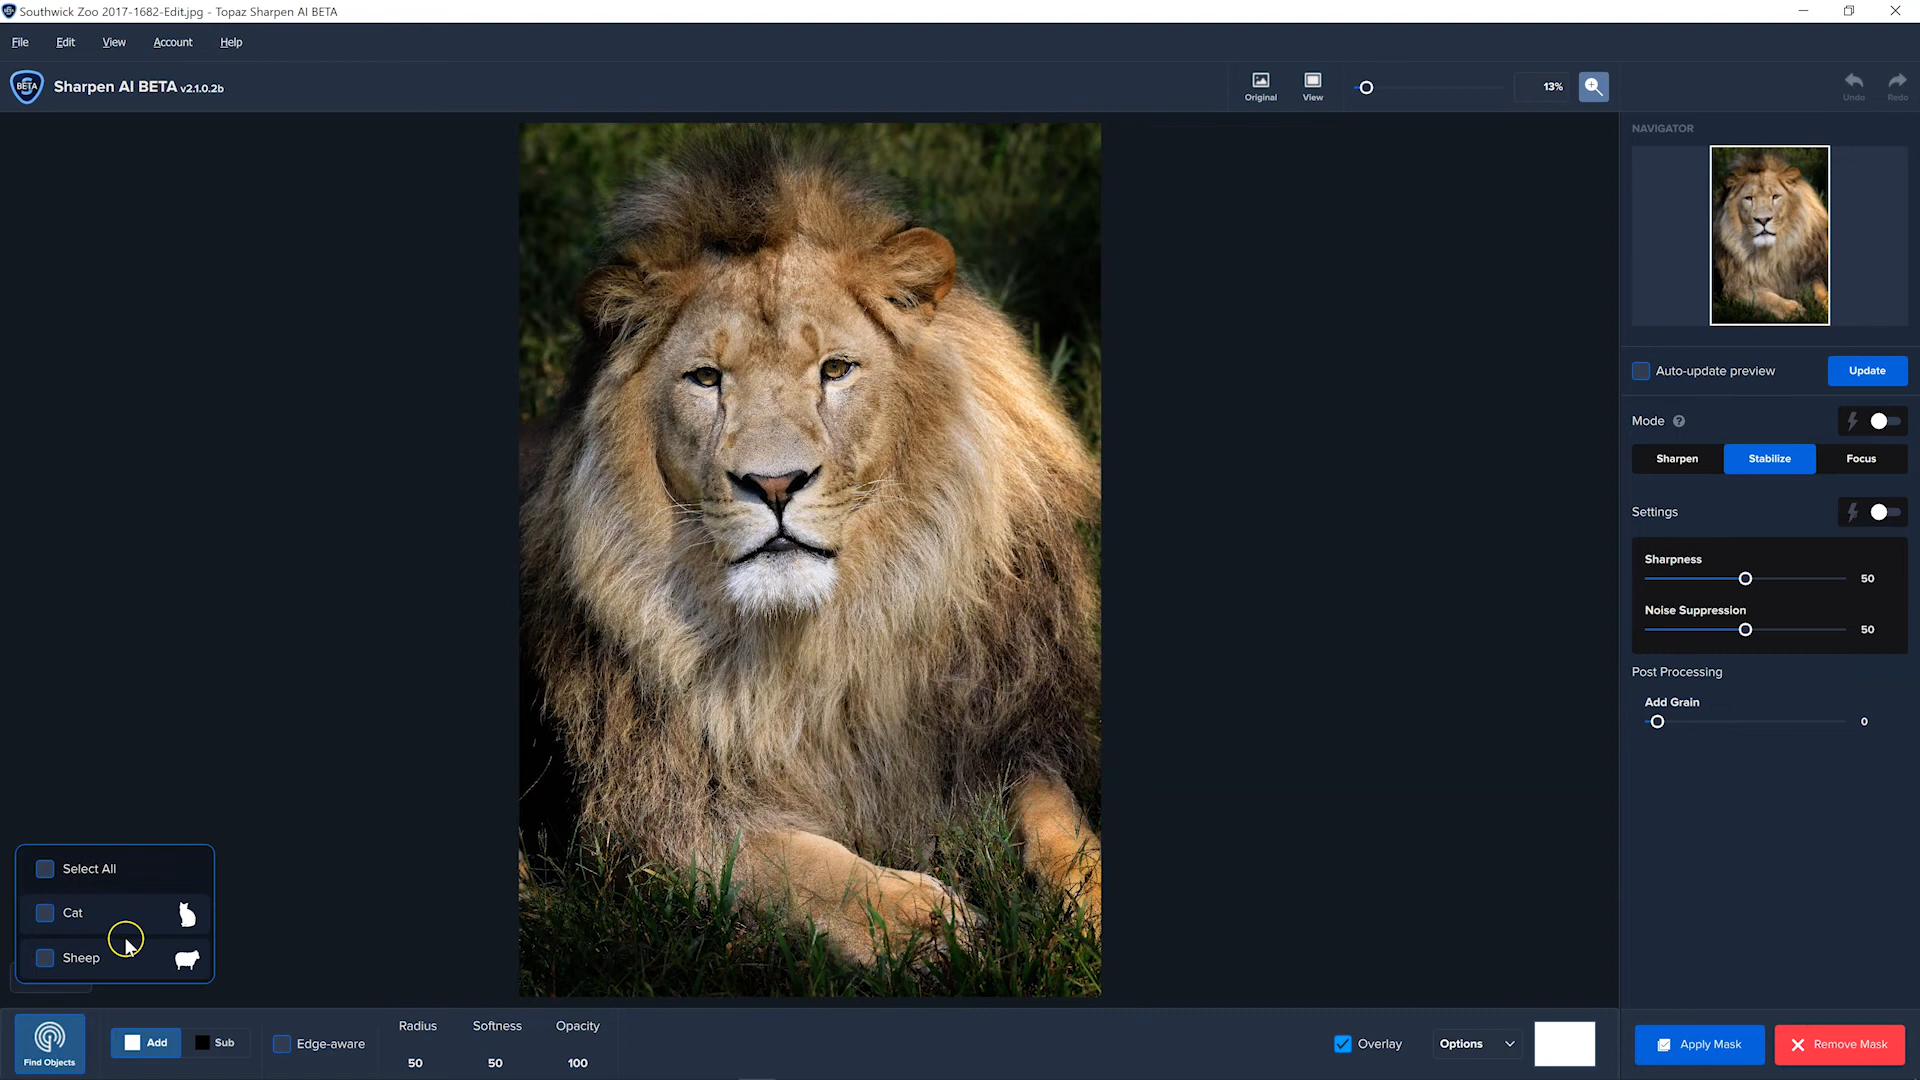 Southwick Zoo 2017-1682-Edit.jpg - Topaz Sharpen AI BETA
File Edit View Account Help
BETA Sharpen AI BETA v2.1.0.2b
Original View 13% Undo Redo
NAVIGATOR
Auto-update preview Update
Mode ?
Sharpen Stabilize Focus
Settings
Sharpness
50
Noise Suppression
50
Post Processing
Add Grain
0
Select All
Cat
Sheep
Find Objects
Add Sub Edge-aware
Radius Softness Opacity
50 50 100
Overlay Options
Apply Mask Remove Mask